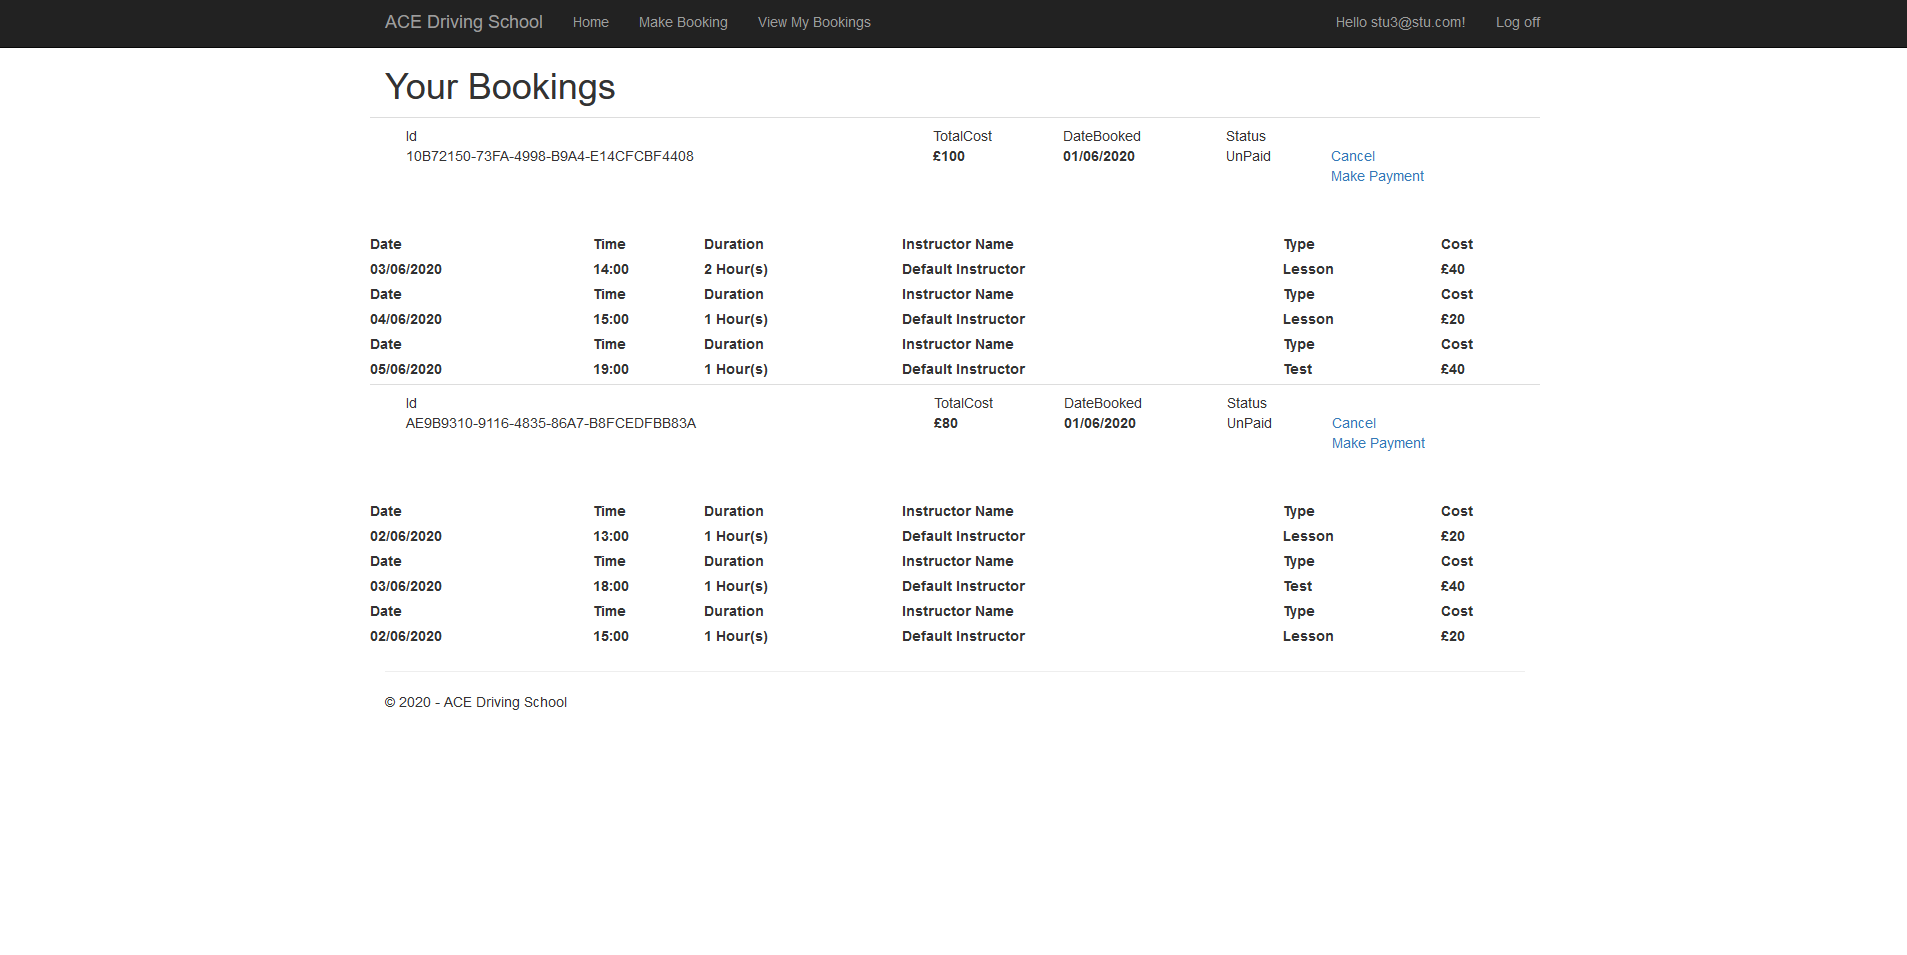 ACE Driving School Home Make Booking View My Bookings Hello stu3@stu.com! Log off
Your Bookings
Id TotalCost DateBooked Status
10B72150-73FA-4998-B9A4-E14CFCBF4408 £100 01/06/2020 UnPaid Cancel
Make Payment
Date Time Duration Instructor Name Type Cost
03/06/2020 14:00 2 Hour(s) Default Instructor Lesson £40
Date Time Duration Instructor Name Type Cost
04/06/2020 15:00 1 Hour(s) Default Instructor Lesson £20
Date Time Duration Instructor Name Type Cost
05/06/2020 19:00 1 Hour(s) Default Instructor Test £40
Id TotalCost DateBooked Status
AE9B9310-9116-4835-86A7-B8FCEDFBB83A £80 01/06/2020 UnPaid Cancel
Make Payment
Date Time Duration Instructor Name Type Cost
02/06/2020 13:00 1 Hour(s) Default Instructor Lesson £20
Date Time Duration Instructor Name Type Cost
03/06/2020 18:00 1 Hour(s) Default Instructor Test £40
Date Time Duration Instructor Name Type Cost
02/06/2020 15:00 1 Hour(s) Default Instructor Lesson £20
© 2020 - ACE Driving School